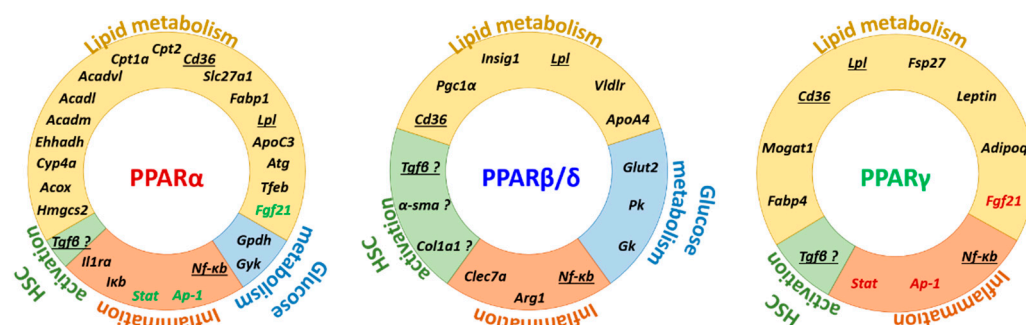 Lipid metabolism
Cpt2
Cpt1a
Cd36
Acadvl
Slc27a1
Acadl
Fabp1
Acadm
Lpl
Ehhadh
ApoC3
Cyp4a
Atg
Acox
Tfeb
Hmgcs2
Fgf21
PPARα
Tgfβ ?
Gpdh
Il1ra
Gyk
Iκb
Nf-κb
Stat
Ap-1
HSC
activation
Inflammation
Glucose
metabolism
Lipid metabolism
Insig1
Lpl
Pgc1α
Vldlr
Cd36
ApoA4
Tgfβ ?
Glut2
PPARβ/δ
α-sma ?
Pk
Col1a1 ?
Gk
Clec7a
Nf-κb
Arg1
HSC
activation
Inflammation
Glucose
metabolism
Lipid metabolism
Lpl
Fsp27
Cd36
Leptin
Mogat1
Adipoq
PPARγ
Fabp4
Fgf21
Tgfβ ?
Nf-κb
Stat
Ap-1
HSC
activation
Inflammation